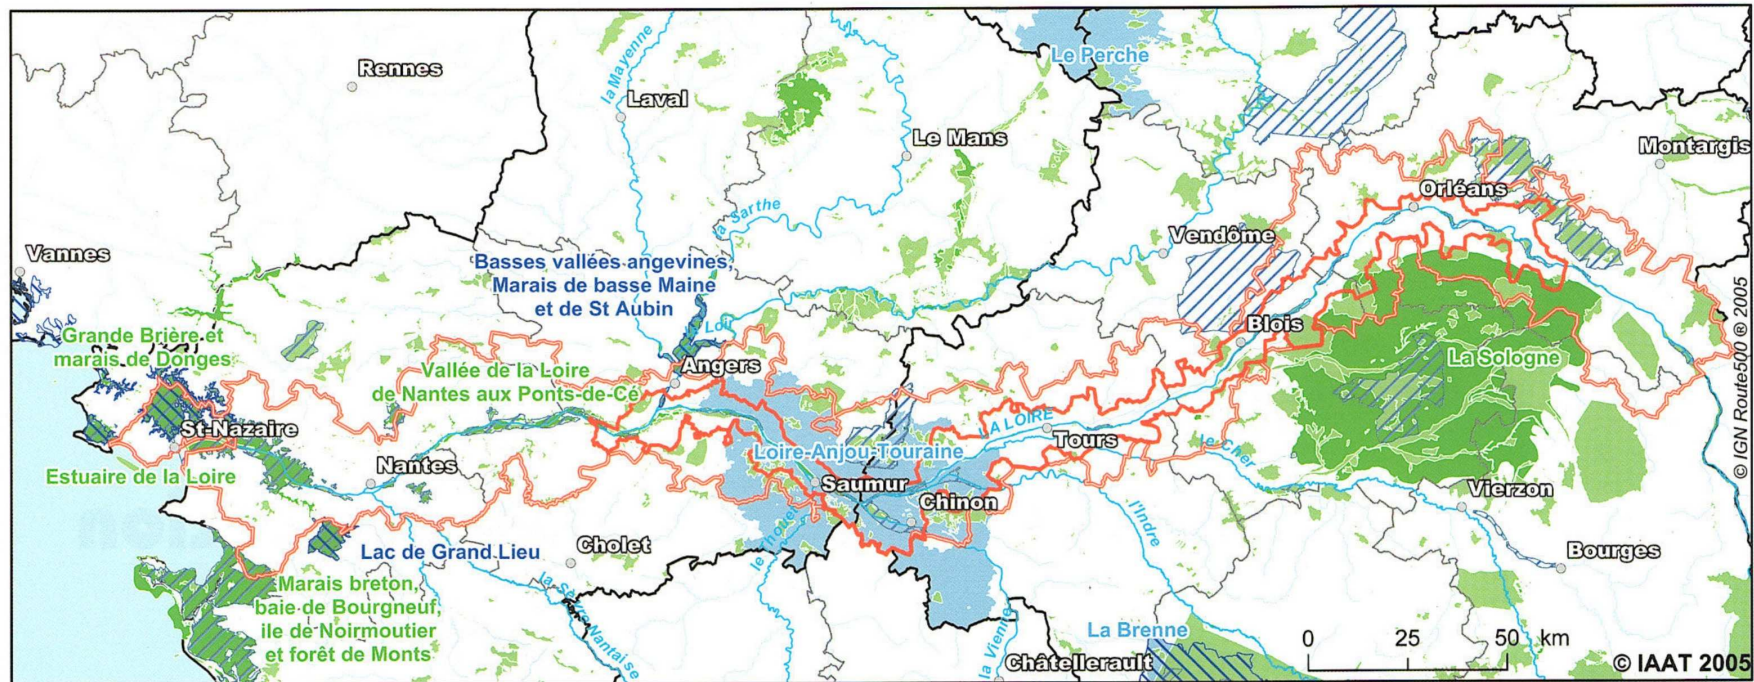 Rennes
la Mayenne
Laval
Le Perche
Le Mans
Montargis
Orléans
la Sarthe
Vendôme
Vannes
Basses vallées angevines,
Marais de basse Maine
et de St Aubin
le Loir
Grande Brière et
marais de Donges
Blois
La Sologne
Angers
Vallée de la Loire
de Nantes aux Ponts-de-Cé
LA LOIRE
St-Nazaire
Tours
le Cher
Loire-Anjou-Touraine
Nantes
Estuaire de la Loire
Saumur
Chinon
Vierzon
le Thouet
l'Indre
Cholet
Lac de Grand Lieu
Bourges
la Sèvre Nantaise
Marais breton,
baie de Bourgneuf,
ile de Noirmoutier
et forêt de Monts
la Vienne
La Brenne
Châtellerault
0 25 50 km
© IAAT 2005
© IGN Route500 ® 2005